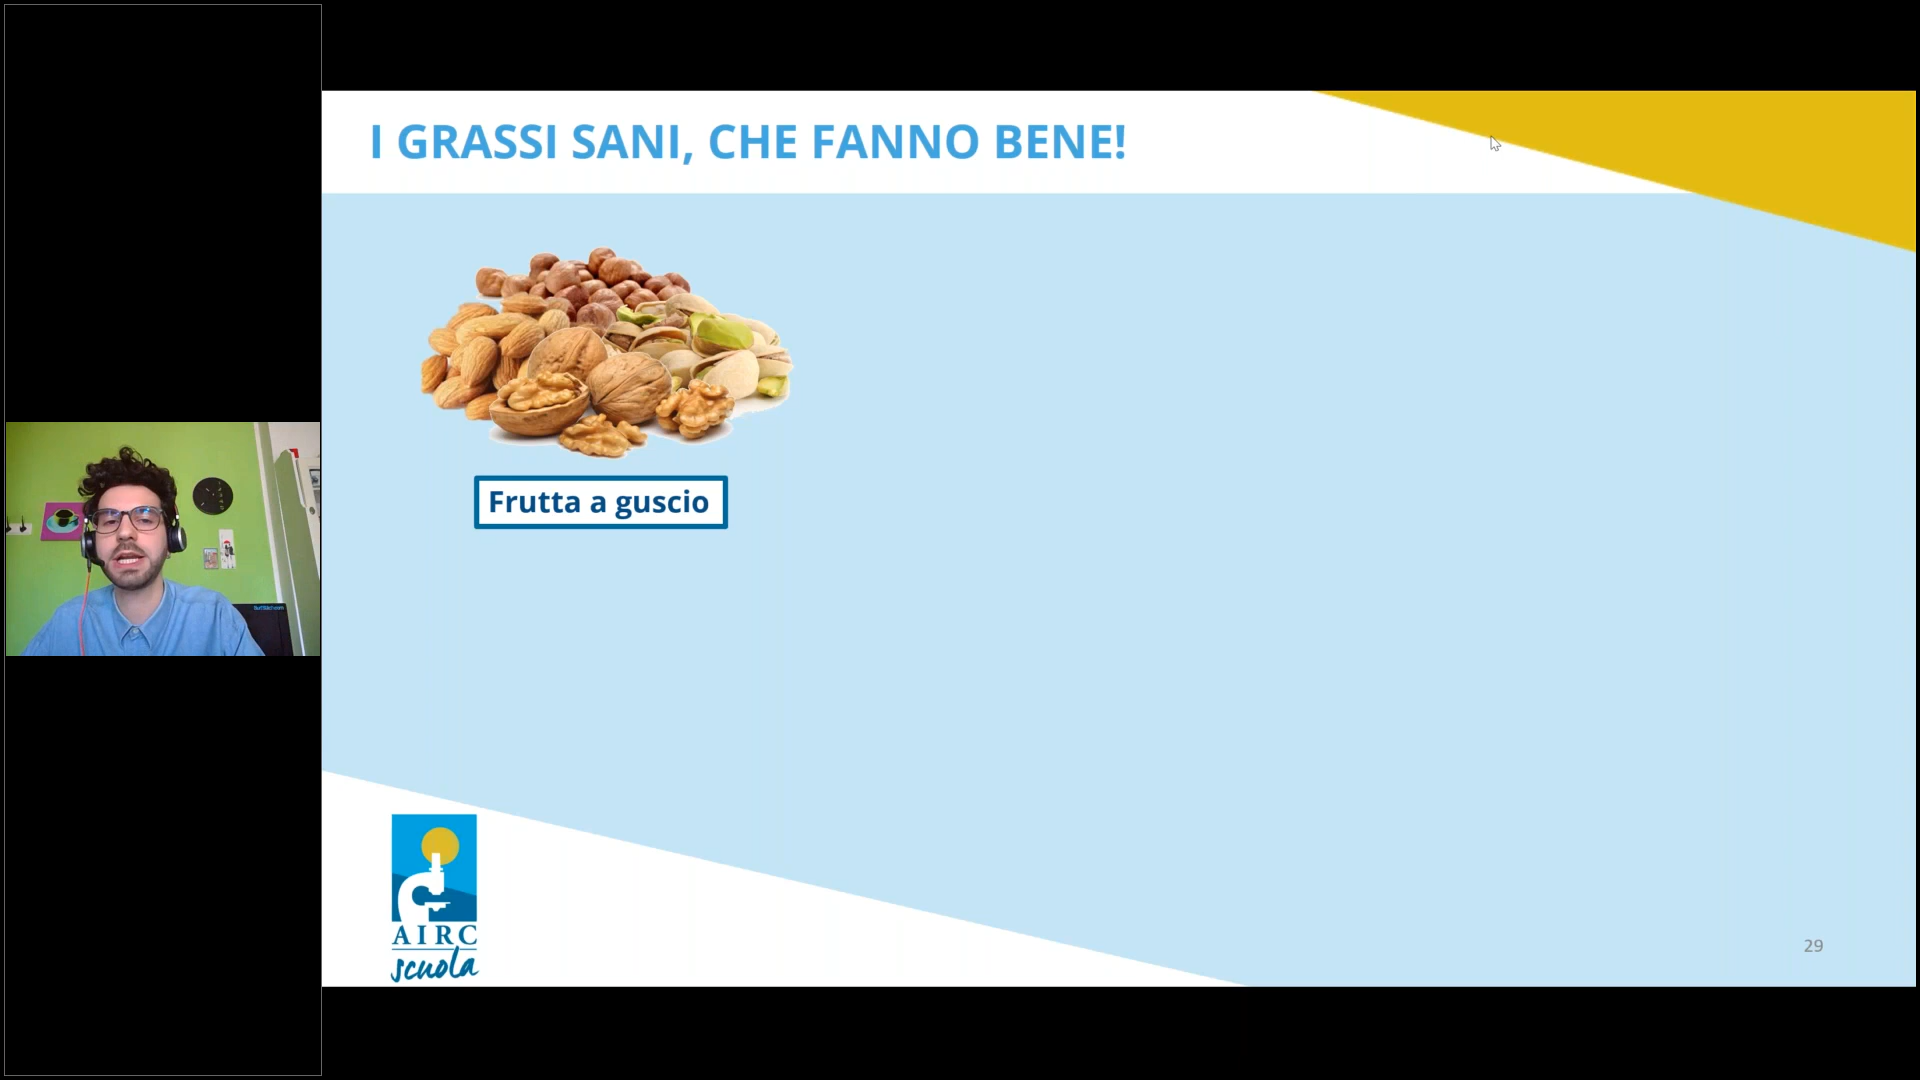 I GRASSI SANI, CHE FANNO BENE!
Frutta a guscio
AIRC
scuola
29